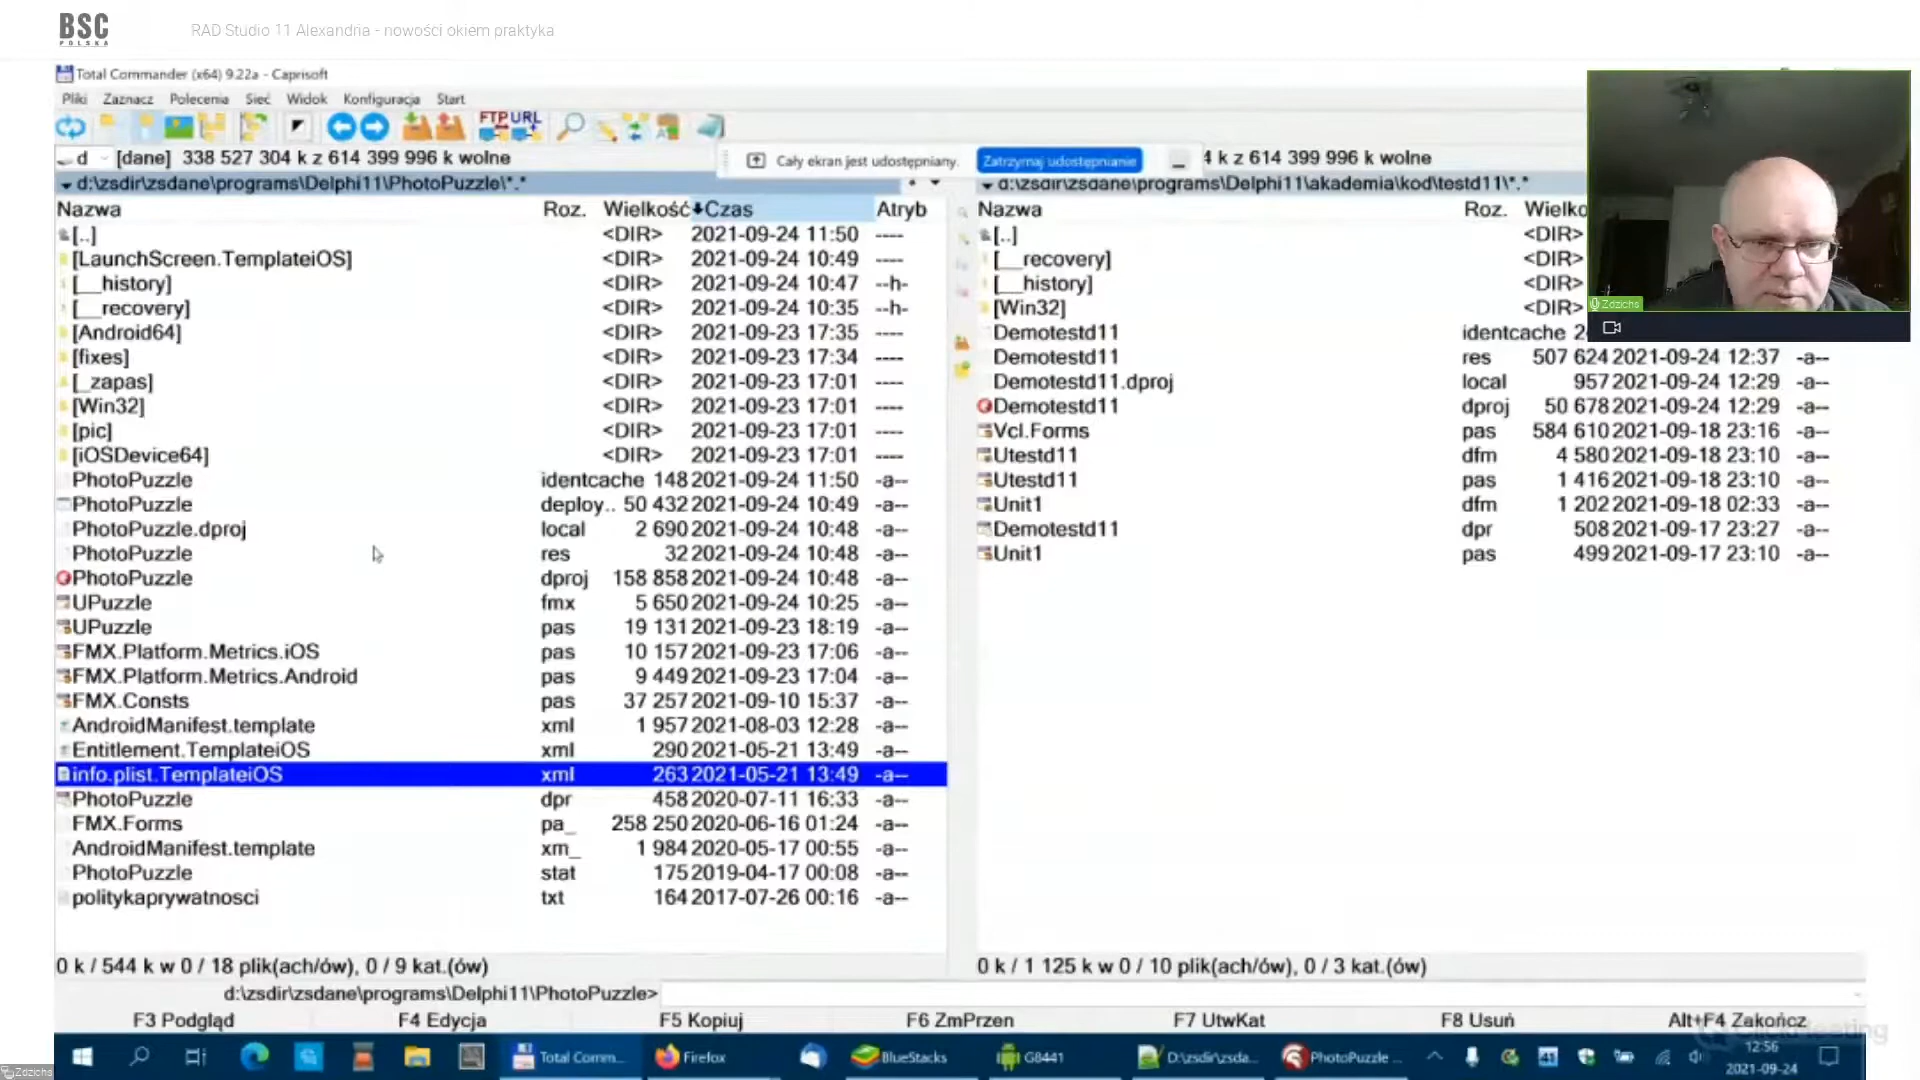 BSC
POLSKA
RAD Studio 11 Alexandria - nowości okiem praktyka
Total Commander (x64) 9.22a - Caprisoft
Pliki Zaznacz Polecenia Sieć Widok Konfiguracja Start
FTP URL
d [dane] 338 527 304 k z 614 399 996 k wolne
Cały ekran jest udostępniany. Zatrzymaj udostępnianie
4 k z 614 399 996 k wolne
d:\zsdir\zsdane\programs\Delphi11\PhotoPuzzle\*.*
Nazwa Roz. Wielkość Czas Atryb
[..] <DIR> 2021-09-24 11:50 ----
[LaunchScreen.TemplateiOS] <DIR> 2021-09-24 10:49 ----
[__history] <DIR> 2021-09-24 10:47 --h-
[__recovery] <DIR> 2021-09-24 10:35 --h-
[Android64] <DIR> 2021-09-23 17:35 ----
[fixes] <DIR> 2021-09-23 17:34 ----
[_zapas] <DIR> 2021-09-23 17:01 ----
[Win32] <DIR> 2021-09-23 17:01 ----
[pic] <DIR> 2021-09-23 17:01 ----
[iOSDevice64] <DIR> 2021-09-23 17:01 ----
PhotoPuzzle identcache 148 2021-09-24 11:50 -a--
PhotoPuzzle deploy.. 50 432 2021-09-24 10:49 -a--
PhotoPuzzle.dproj local 2 690 2021-09-24 10:48 -a--
PhotoPuzzle res 32 2021-09-24 10:48 -a--
PhotoPuzzle dproj 158 858 2021-09-24 10:48 -a--
UPuzzle fmx 5 650 2021-09-24 10:25 -a--
UPuzzle pas 19 131 2021-09-23 18:19 -a--
FMX.Platform.Metrics.iOS pas 10 157 2021-09-23 17:06 -a--
FMX.Platform.Metrics.Android pas 9 449 2021-09-23 17:04 -a--
FMX.Consts pas 37 257 2021-09-10 15:37 -a--
AndroidManifest.template xml 1 957 2021-08-03 12:28 -a--
Entitlement.TemplateiOS xml 290 2021-05-21 13:49 -a--
info.plist.TemplateiOS xml 263 2021-05-21 13:49 -a--
PhotoPuzzle dpr 458 2020-07-11 16:33 -a--
FMX.Forms pa_ 258 250 2020-06-16 01:24 -a--
AndroidManifest.template xm_ 1 984 2020-05-17 00:55 -a--
PhotoPuzzle stat 175 2019-04-17 00:08 -a--
politykaprywatnosci txt 164 2017-07-26 00:16 -a--
0 k / 544 k w 0 / 18 plik(ach/ów), 0 / 9 kat.(ów)
d:\zsdir\zsdane\programs\Delphi11\akademia\kod\testd11\*.*
Nazwa Roz. Wielko
[..] <DIR>
[__recovery] <DIR>
[__history] <DIR>
[Win32] <DIR>
Demotestd11 identcache 2
Demotestd11 res 507 624 2021-09-24 12:37 -a--
Demotestd11.dproj local 957 2021-09-24 12:29 -a--
Demotestd11 dproj 50 678 2021-09-24 12:29 -a--
Vcl.Forms pas 584 610 2021-09-18 23:16 -a--
Utestd11 dfm 4 580 2021-09-18 23:10 -a--
Utestd11 pas 1 416 2021-09-18 23:10 -a--
Unit1 dfm 1 202 2021-09-18 02:33 -a--
Demotestd11 dpr 508 2021-09-17 23:27 -a--
Unit1 pas 499 2021-09-17 23:10 -a--
0 k / 1 125 k w 0 / 10 plik(ach/ów), 0 / 3 kat.(ów)
Zdzichs
d:\zsdir\zsdane\programs\Delphi11\PhotoPuzzle>
F3 Podgląd F4 Edycja F5 Kopiuj F6 ZmPrzen F7 UtwKat F8 Usuń Alt+F4 Zakończ
Total Comm... Firefox BlueStacks G8441 D:\zsdir\zsda... PhotoPuzzle ...
12:56
2021-09-24
Zdzichs